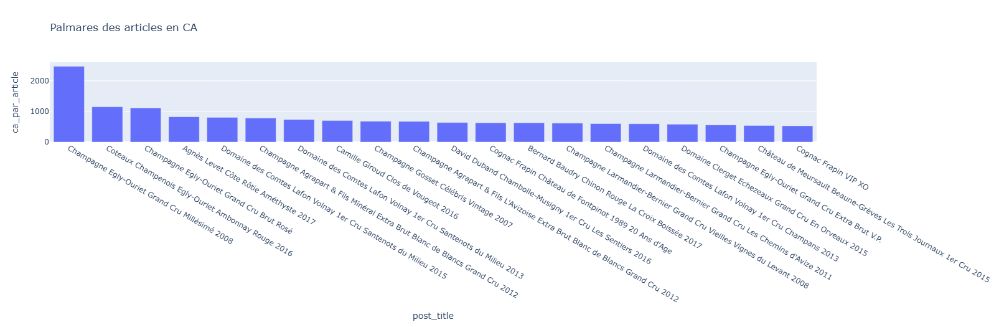 Palmares des articles en CA
ca_par_article
2000
1000
0
Champagne Egly-Ouriet Grand Cru Millésimé 2008
Coteaux Champenois Egly-Ouriet Ambonnay Rouge 2016
Champagne Egly-Ouriet Grand Cru Brut Rosé
Agnès Levet Côte Rôtie Améthyste 2017
Domaine des Comtes Lafon Volnay 1er Cru Santenots du Milieu 2015
Champagne Agrapart & Fils Minéral Extra Brut Blanc de Blancs Grand Cru 2012
Domaine des Comtes Lafon Volnay 1er Cru Santenots du Milieu 2013
Camille Giroud Clos de Vougeot 2016
Champagne Gosset Célébris Vintage 2007
Champagne Agrapart & Fils L'Avizoise Extra Brut Blanc de Blancs Grand Cru 2012
David Duband Chambolle-Musigny 1er Cru Les Sentiers 2016
Cognac Frapin Château de Fontpinot 1989 20 Ans d'Age
Bernard Baudry Chinon Rouge La Croix Boissée 2017
Champagne Larmandier-Bernier Grand Cru Vieilles Vignes du Levant 2008
Champagne Larmandier-Bernier Grand Cru Les Chemins d'Avize 2011
Domaine des Comtes Lafon Volnay 1er Cru Champans 2013
Domaine Clerget Echezeaux Grand Cru En Orveaux 2015
Champagne Egly-Ouriet Grand Cru Extra Brut V.P.
Château de Meursault Beaune-Grèves Les Trois Journaux 1er Cru 2015
Cognac Frapin VIP XO
post_title